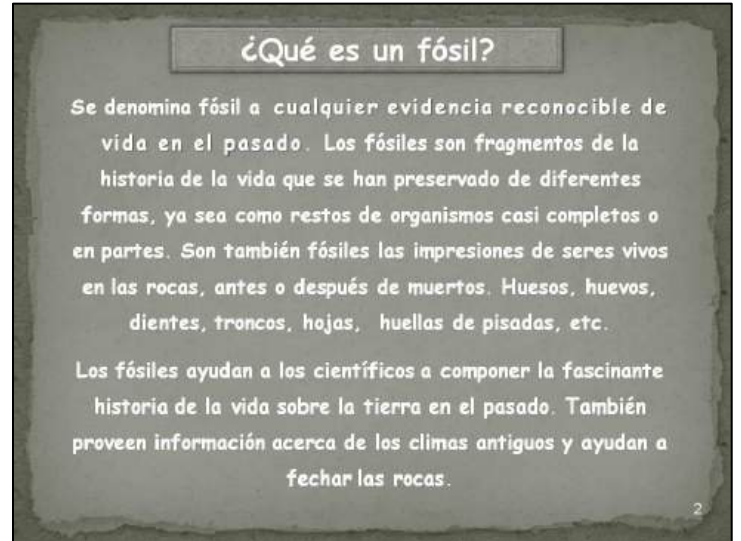 ¿Qué es un fósil?
Se denomina fósil a cualquier evidencia reconocible de
vida en el pasado. Los fósiles son fragmentos de la
historia de la vida que se han preservado de diferentes
formas, ya sea como restos de organismos casi completos o
en partes. Son también fósiles las impresiones de seres vivos
en las rocas, antes o después de muertos. Huesos, huevos,
dientes, troncos, hojas, huellas de pisadas, etc.
Los fósiles ayudan a los científicos a componer la fascinante
historia de la vida sobre la tierra en el pasado. También
proveen información acerca de los climas antiguos y ayudan a
fechar las rocas.
2